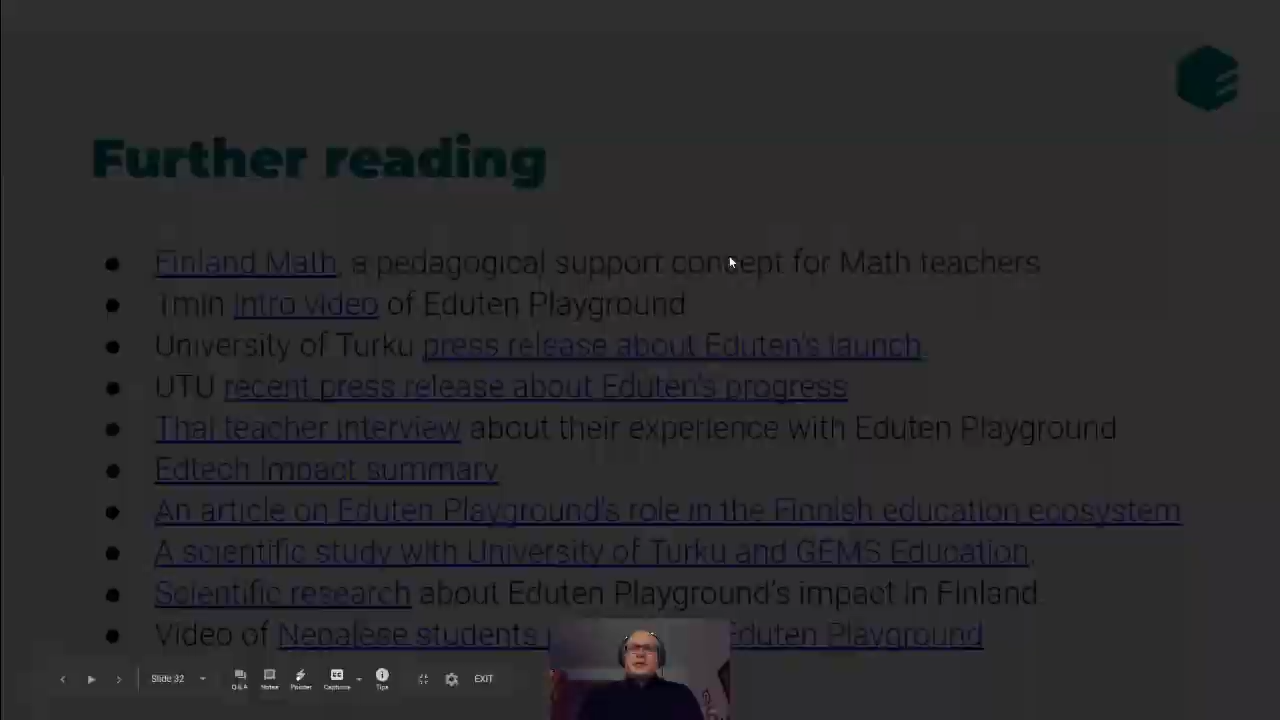 Further reading
● Finland Math, a pedagogical support concept for Math teachers
● 1min intro video of Eduten Playground
● University of Turku press release about Eduten's launch
● UTU recent press release about Eduten's progress
● Thai teacher interview about their experience with Eduten Playground
● Edtech Impact summary
● An article on Eduten Playground's role in the Finnish education ecosystem
● A scientific study with University of Turku and GEMS Education.
● Scientific research about Eduten Playground's impact in Finland.
● Video of Nepalese students Eduten Playground
Slide 32
Q&A Notes Pointer Captions Tips EXIT